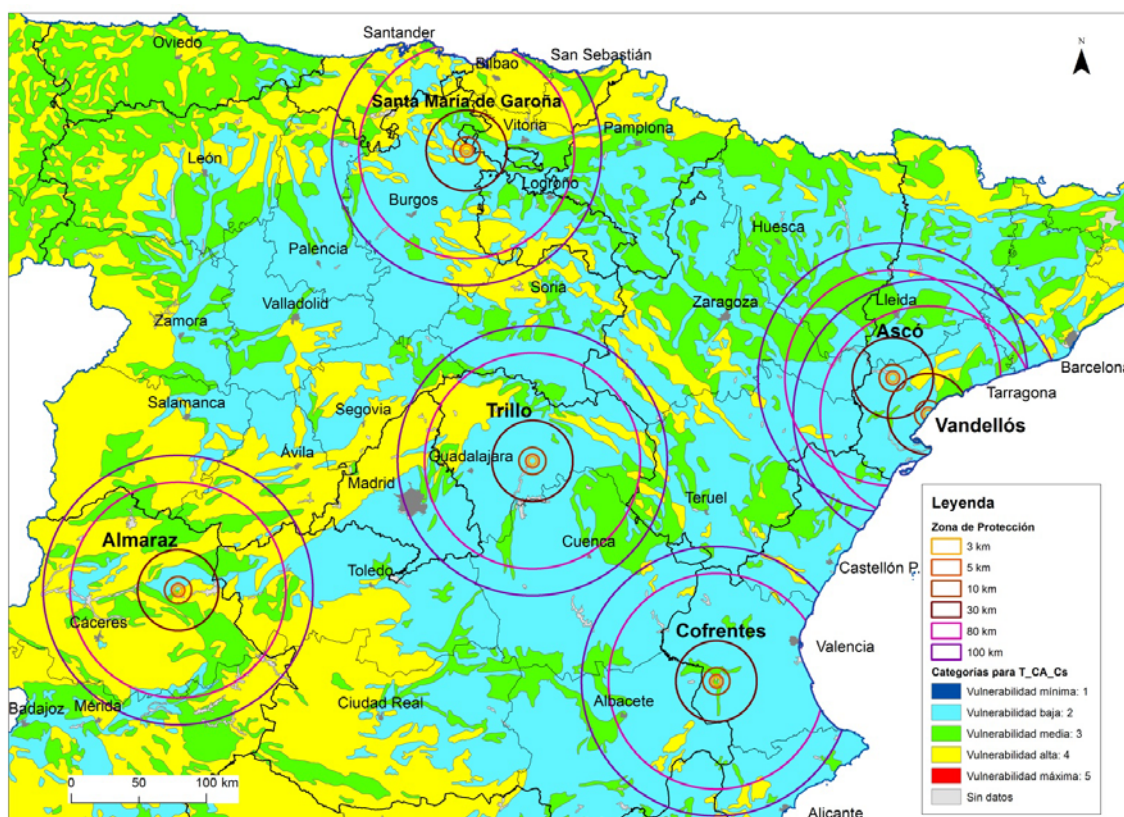 Santander
Oviedo
San Sebastián
Bilbao
N
Santa María de Garoña
Vitoria
Pamplona
León
Logroño
Burgos
Huesca
Palencia
Soria
Lleida
Valladolid
Zaragoza
Zamora
Ascó
Barcelona
Tarragona
Salamanca
Segovia
Trillo
Vandellós
Ávila
Guadalajara
Madrid
Teruel
Almaraz
Cuenca
Toledo
Castellón P.
Cáceres
Cofrentes
Valencia
Mérida
Badajoz
Ciudad Real
Albacete
0 50 100 km
Alicante
Leyenda
Zona de Protección
3 km
5 km
10 km
30 km
80 km
100 km
Categorías para T_CA_Cs
Vulnerabilidad mínima: 1
Vulnerabilidad baja: 2
Vulnerabilidad media: 3
Vulnerabilidad alta: 4
Vulnerabilidad máxima: 5
Sin datos